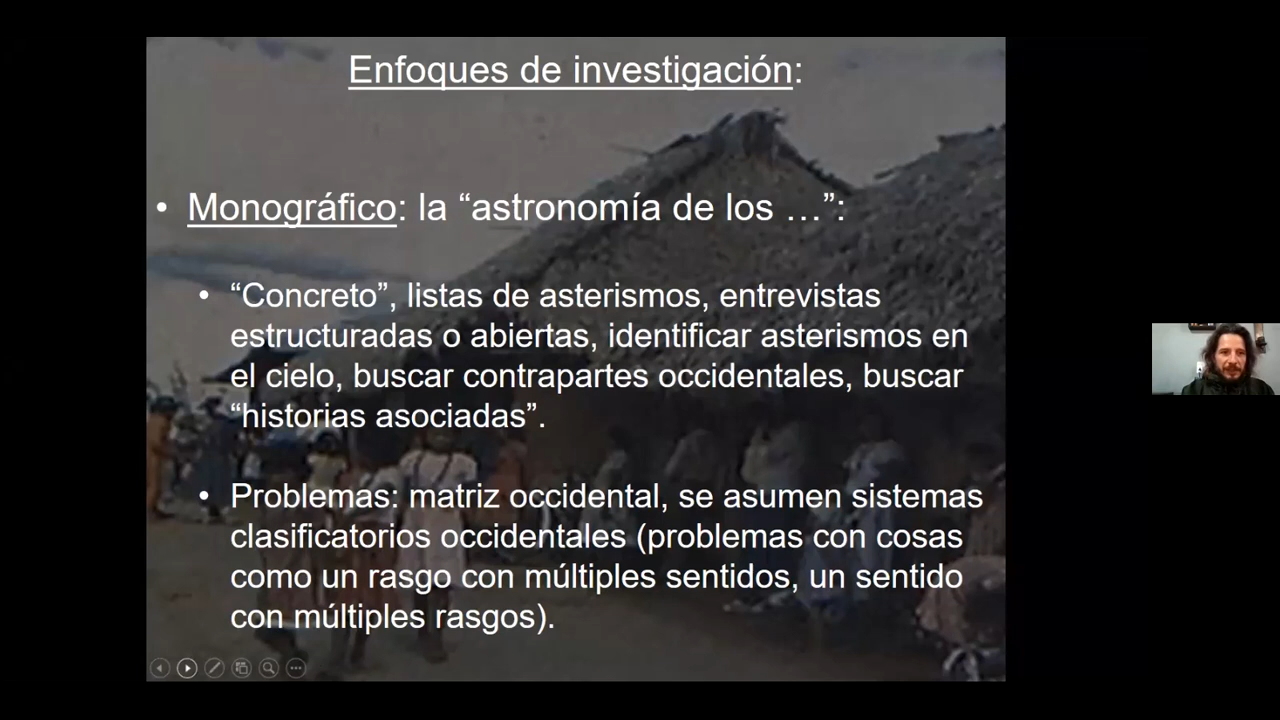 Enfoques de investigación:
• Monográfico: la “astronomía de los …”:
• “Concreto”, listas de asterismos, entrevistas
estructuradas o abiertas, identificar asterismos en
el cielo, buscar contrapartes occidentales, buscar
“historias asociadas”.
• Problemas: matriz occidental, se asumen sistemas
clasificatorios occidentales (problemas con cosas
como un rasgo con múltiples sentidos, un sentido
con múltiples rasgos).